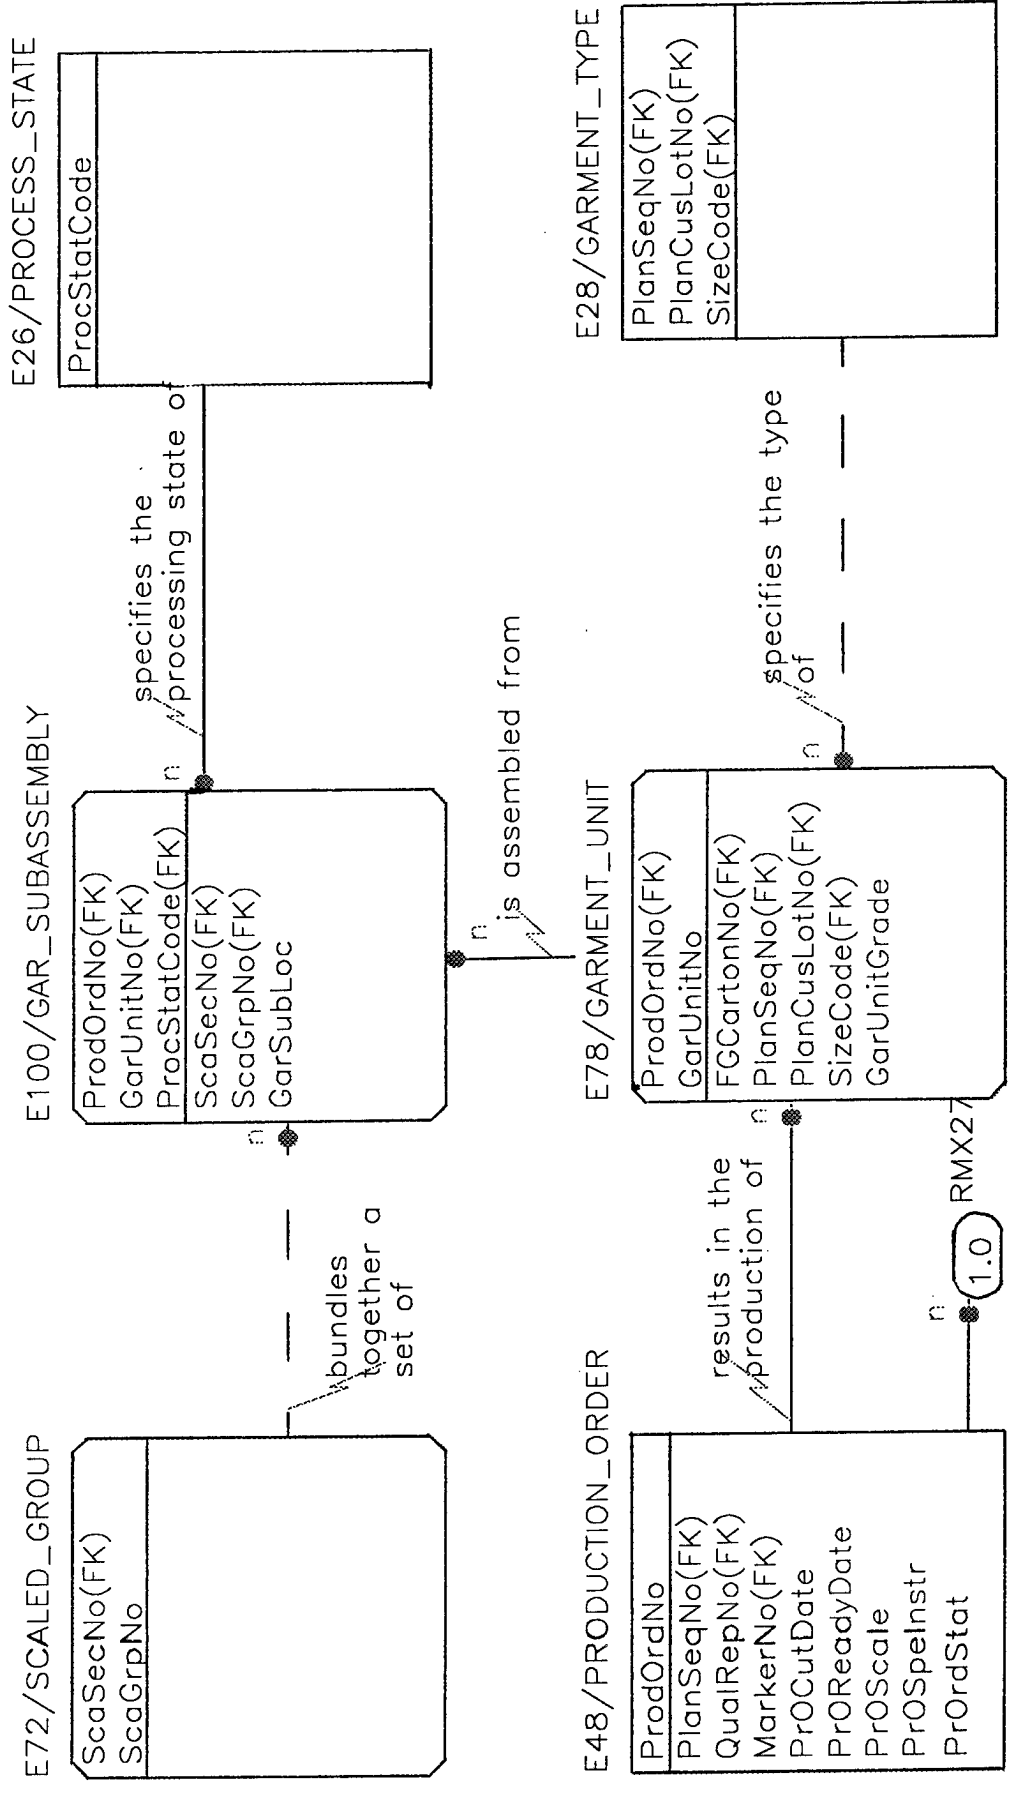 E72/SCALED_GROUP
ScaSecNo(FK)
ScaGrpNo
bundles
together a
set of
n
E100/GAR_SUBASSEMBLY
ProdOrdNo(FK)
GarUnitNo(FK)
ProcStatCode(FK)
ScaSecNo(FK)
ScaGrpNo(FK)
GarSubLoc
n
specifies the
processing state of
E26/PROCESS_STATE
ProcStatCode
n
is assembled from
E48/PRODUCTION_ORDER
ProdOrdNo
PlanSeqNo(FK)
QualRepNo(FK)
MarkerNo(FK)
PrOCutDate
PrOReadyDate
PrOScale
PrOSpeInstr
PrOrdStat
results in the
production of
n
n
1.0
RMX27
E78/GARMENT_UNIT
ProdOrdNo(FK)
GarUnitNo
FGCartonNo(FK)
PlanSeqNo(FK)
PlanCusLotNo(FK)
SizeCode(FK)
GarUnitGrade
n
specifies the type
of
E28/GARMENT_TYPE
PlanSeqNo(FK)
PlanCusLotNo(FK)
SizeCode(FK)